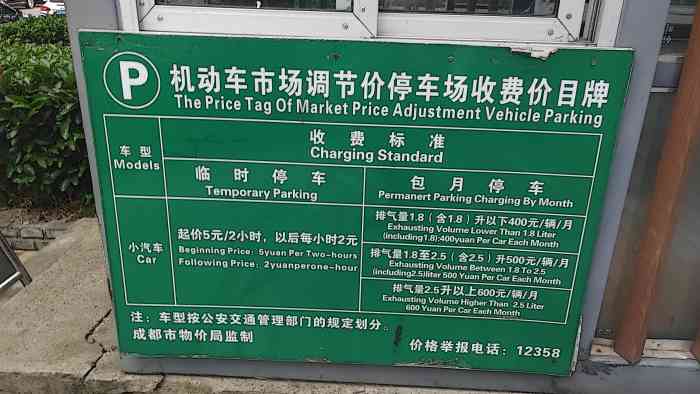 P 机动车市场调节价停车场收费价目牌
The Price Tag Of Market Price Adjustment Vehicle Parking
车型
Models
收费标准
Charging Standard
临时停车
Temporary Parking
包月停车
Permanert Parking Charging By Month
小汽车
Car
起价5元/2小时，以后每小时2元
Beginning Price: 5yuen Per Two-hours
Following Price: 2yuanperone-hour
排气量1.8（含1.8）升以下400元/辆/月
Exhausting Volume Lower Than 1.8 Liter
(including1.8):400yuan Per Car Each Month
排气量1.8至2.5（含2.5）升500元/辆/月
Exhausting Volume Between 1.8 To 2.5
(including2.5)liter 500 Yuan Per Car Each Month
排气量2.5升以上600元/辆/月
Exhausting Volume Higher Than 2.5 Liter
600 Yuan Per Car Each Month
注：车型按公安交通管理部门的规定划分。
成都市物价局监制
价格举报电话：12358